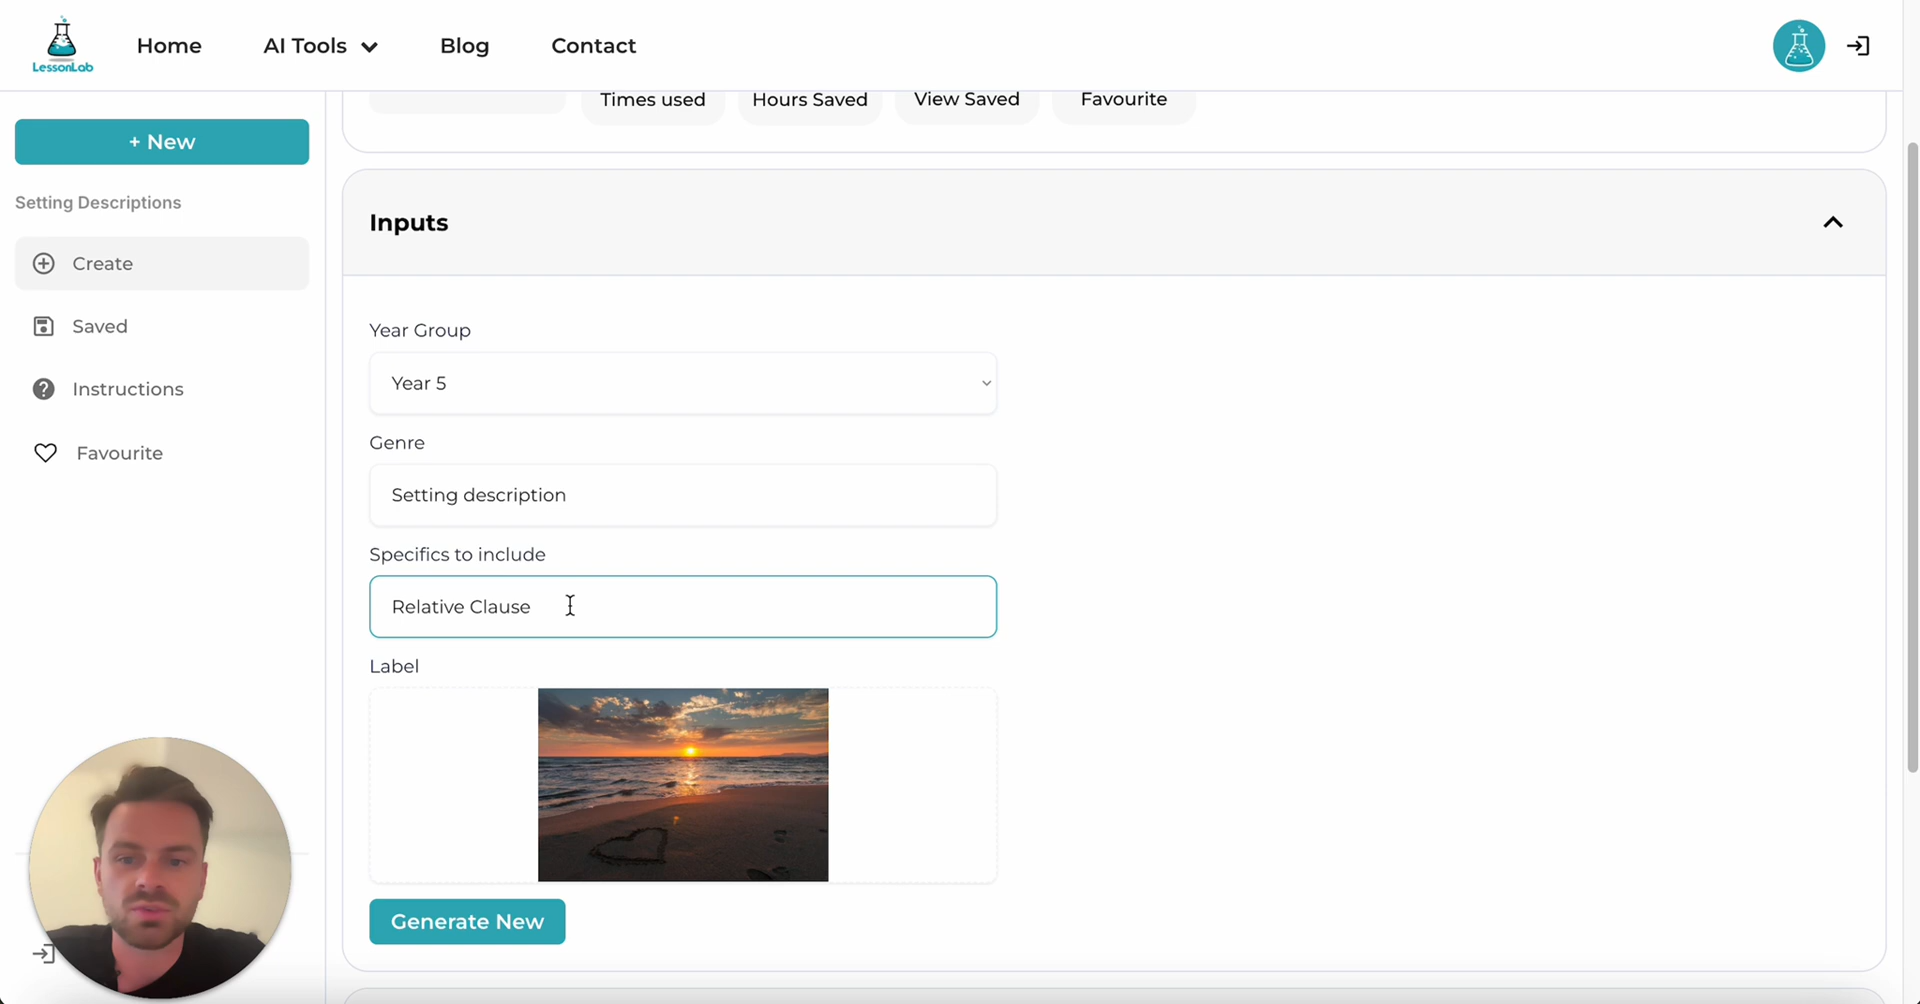 LessonLab
Home
AI Tools
Blog
Contact
+ New
Setting Descriptions
Create
Saved
Instructions
Favourite
Times used
Hours Saved
View Saved
Favourite
Inputs
Year Group
Year 5
Genre
Setting description
Specifics to include
Relative Clause
Label
Generate New